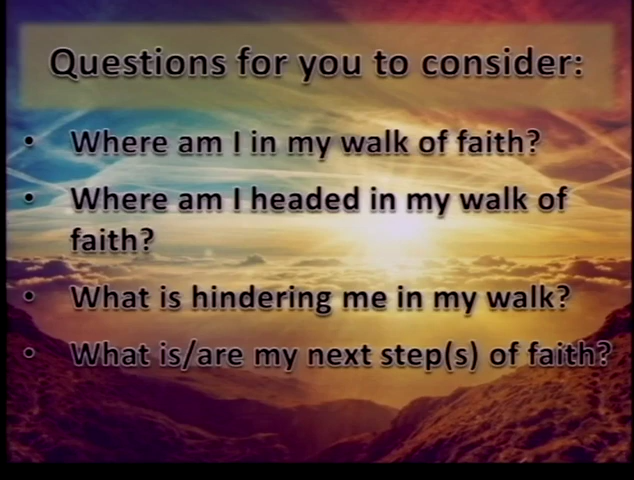 Questions for you to consider:
• Where am I in my walk of faith?
• Where am I headed in my walk of
faith?
• What is hindering me in my walk?
• What is/are my next step(s) of faith?